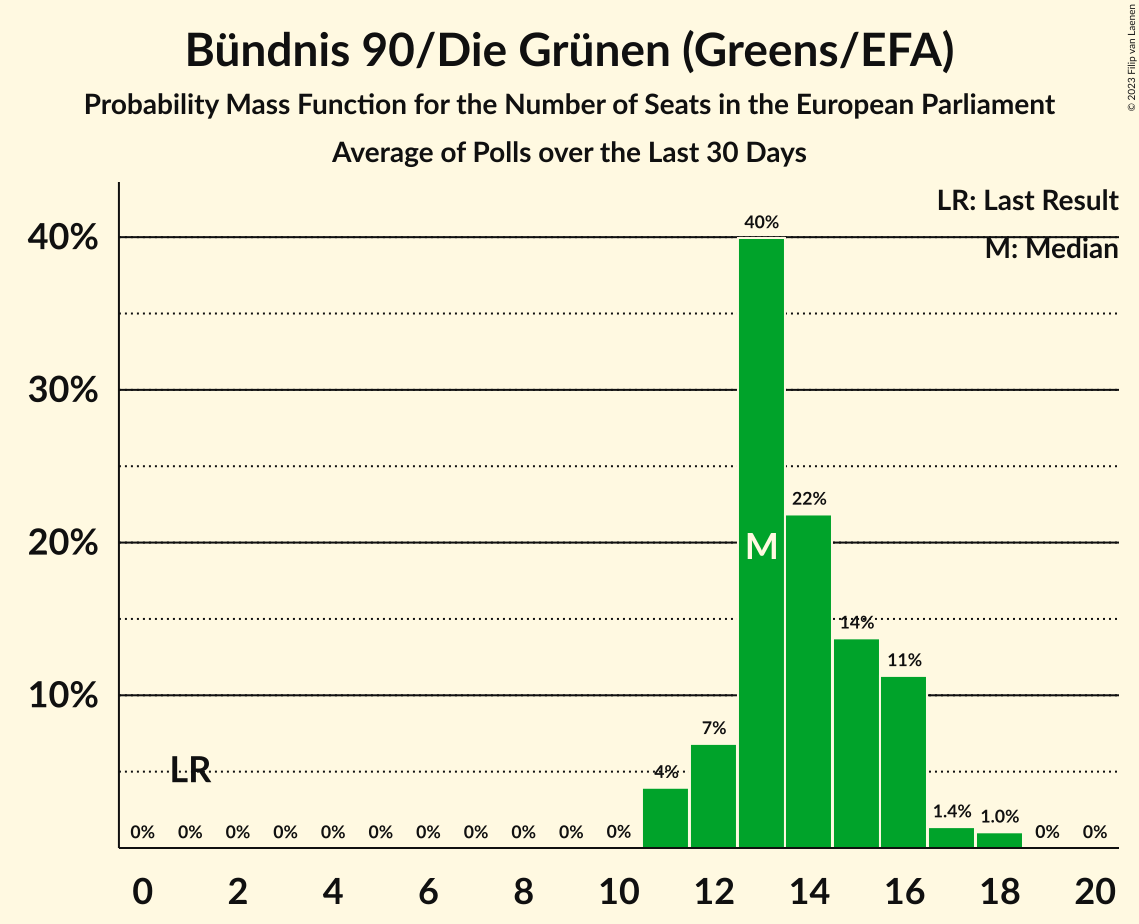 Bündnis 90/Die Grünen (Greens/EFA)
Probability Mass Function for the Number of Seats in the European Parliament
Average of Polls over the Last 30 Days
© 2023 Filip van Laenen
LR: Last Result
M: Median
40%
30%
20%
10%
40%
22%
14%
11%
7%
4%
1.4%
1.0%
M
LR
0% 0% 0% 0% 0% 0% 0% 0% 0% 0% 0% 0% 0%
0 2 4 6 8 10 12 14 16 18 20